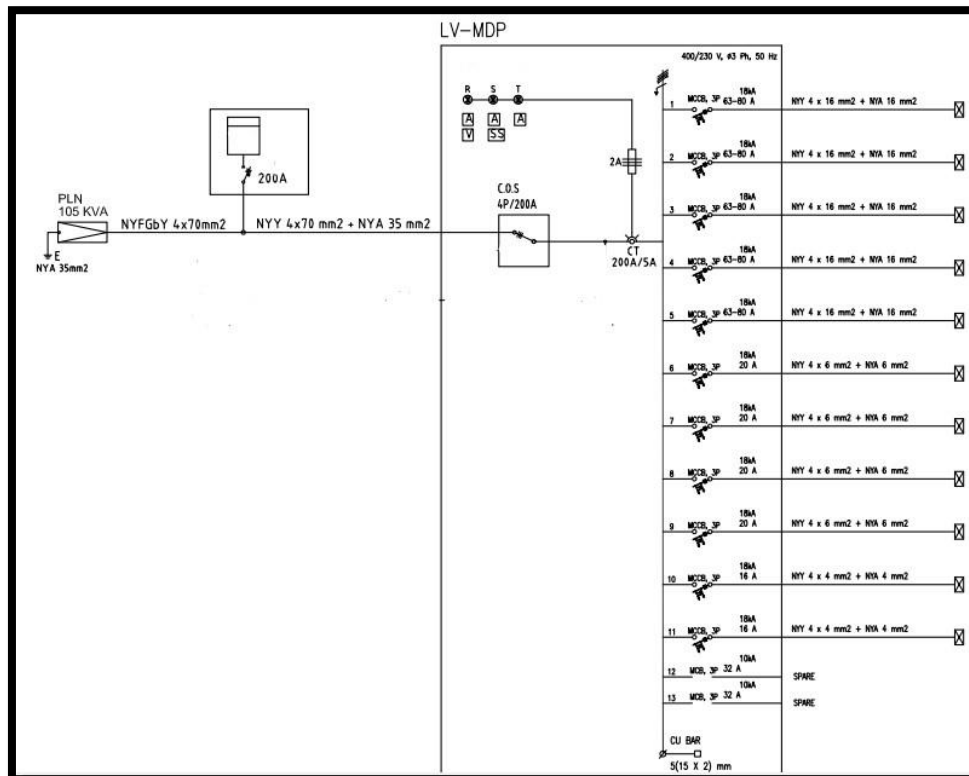 LV-MDP
400/230 V, ø3 Ph, 50 Hz
R S T
A A A
V SS
2A
200A
PLN
105 KVA
NYFGbY 4x70mm2
NYY 4x70 mm2 + NYA 35 mm2
E
NYA 35mm2
C.O.S
4P/200A
CT
200A/5A
1 MCCB, 3P 18kA 63-80 A NYY 4 x 16 mm2 + NYA 16 mm2
2 MCCB, 3P 18kA 63-80 A NYY 4 x 16 mm2 + NYA 16 mm2
3 MCCB, 3P 18kA 63-80 A NYY 4 x 16 mm2 + NYA 16 mm2
4 MCCB, 3P 18kA 63-80 A NYY 4 x 16 mm2 + NYA 16 mm2
5 MCCB, 3P 18kA 63-80 A NYY 4 x 16 mm2 + NYA 16 mm2
6 MCCB, 3P 18kA 20 A NYY 4 x 6 mm2 + NYA 6 mm2
7 MCCB, 3P 18kA 20 A NYY 4 x 6 mm2 + NYA 6 mm2
8 MCCB, 3P 18kA 20 A NYY 4 x 6 mm2 + NYA 6 mm2
9 MCCB, 3P 18kA 20 A NYY 4 x 6 mm2 + NYA 6 mm2
10 MCCB, 3P 18kA 16 A NYY 4 x 4 mm2 + NYA 4 mm2
11 MCCB, 3P 18kA 16 A NYY 4 x 4 mm2 + NYA 4 mm2
12 MCB, 3P 32 A 10kA SPARE
13 MCB, 3P 32 A 10kA SPARE
CU BAR
5(15 X 2) mm